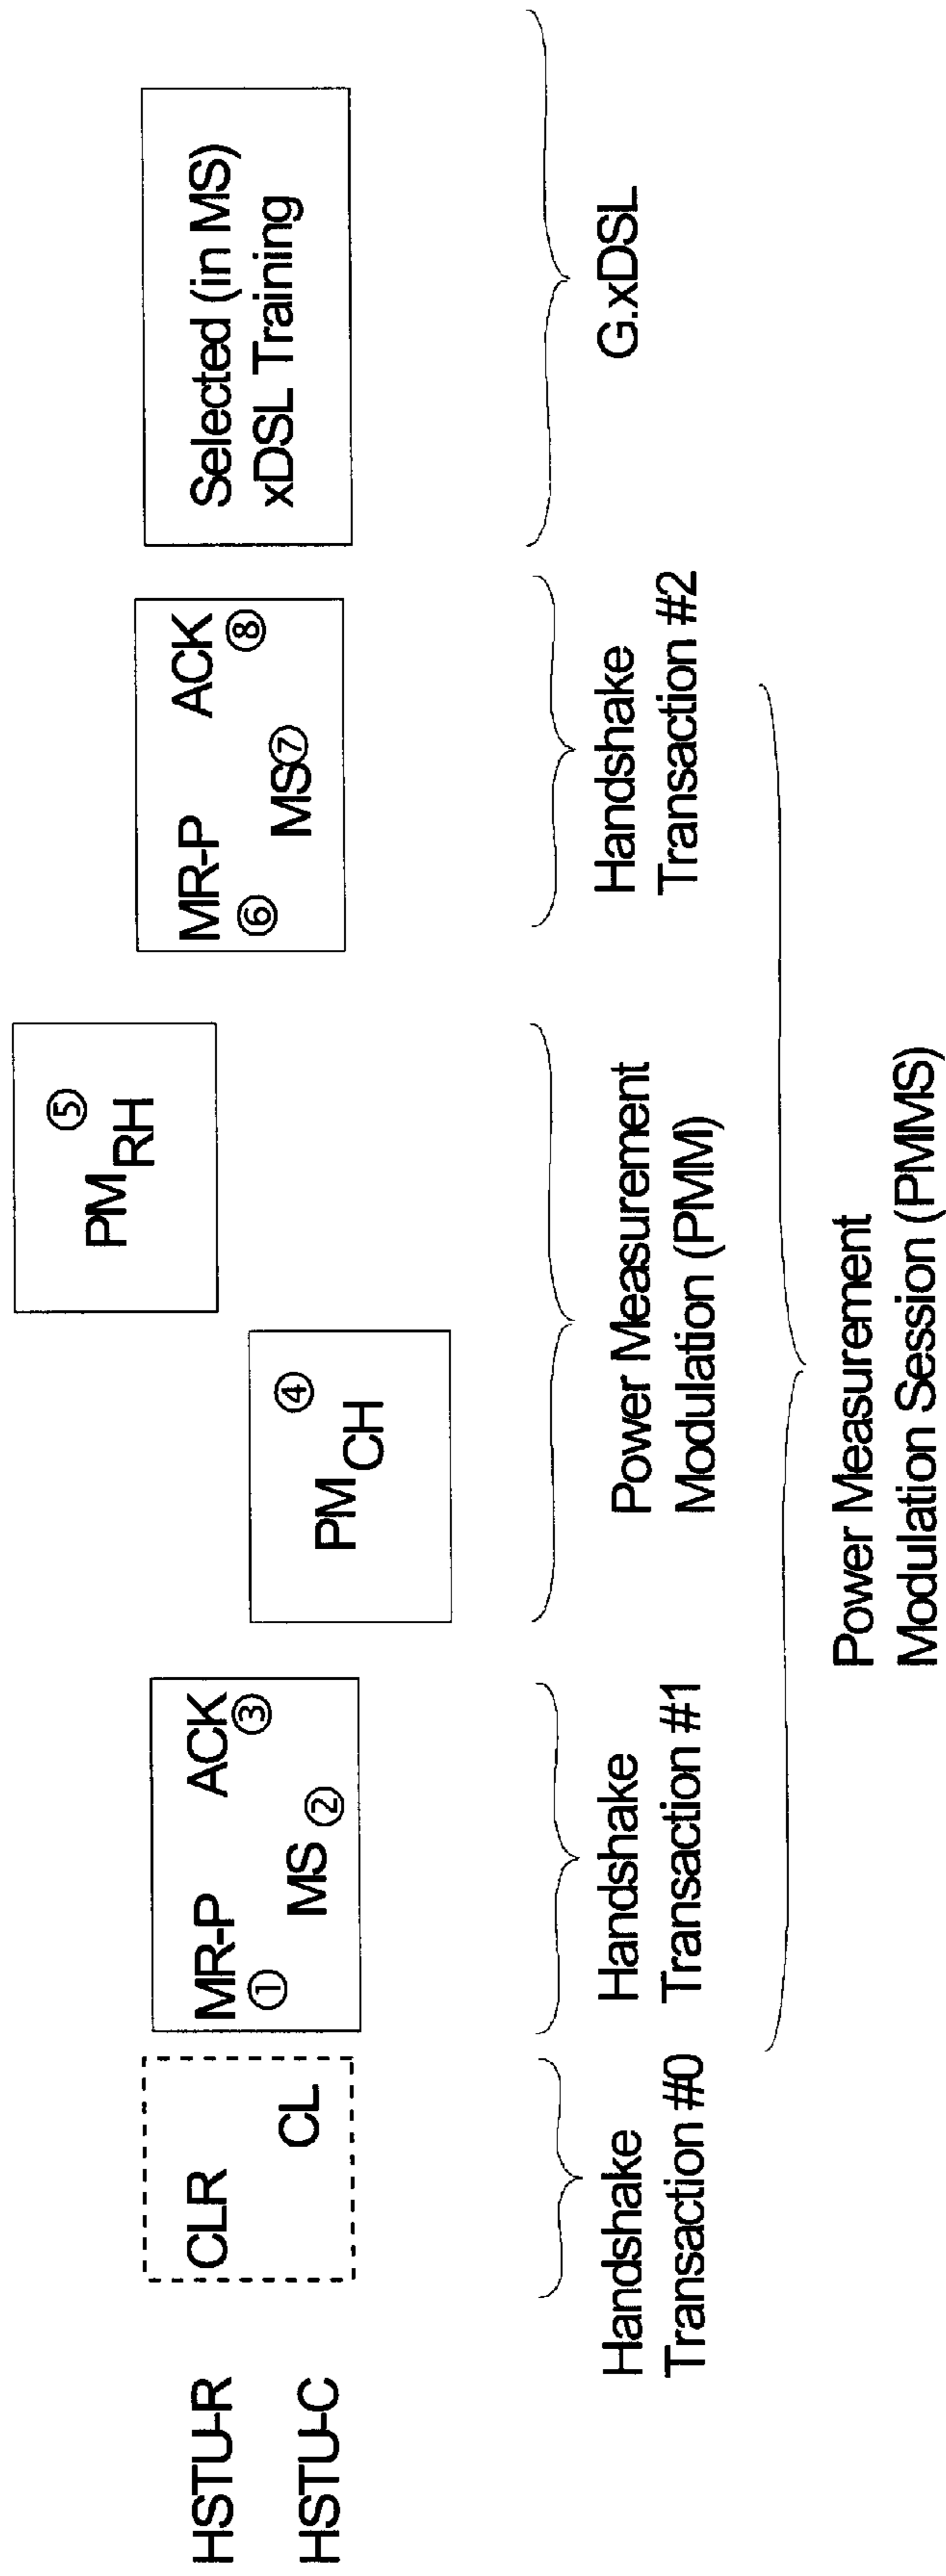 HSTU-R
HSTU-C
CLR
CL
MR-P ACK
① ③
MS ②
PM CH ④
PM RH ⑤
MR-P ACK
⑥ ⑧
MS⑦
Selected (in MS)
xDSL Training
Handshake
Transaction #0
Handshake
Transaction #1
Power Measurement
Modulation (PMM)
Handshake
Transaction #2
G.xDSL
Power Measurement
Modulation Session (PMMS)